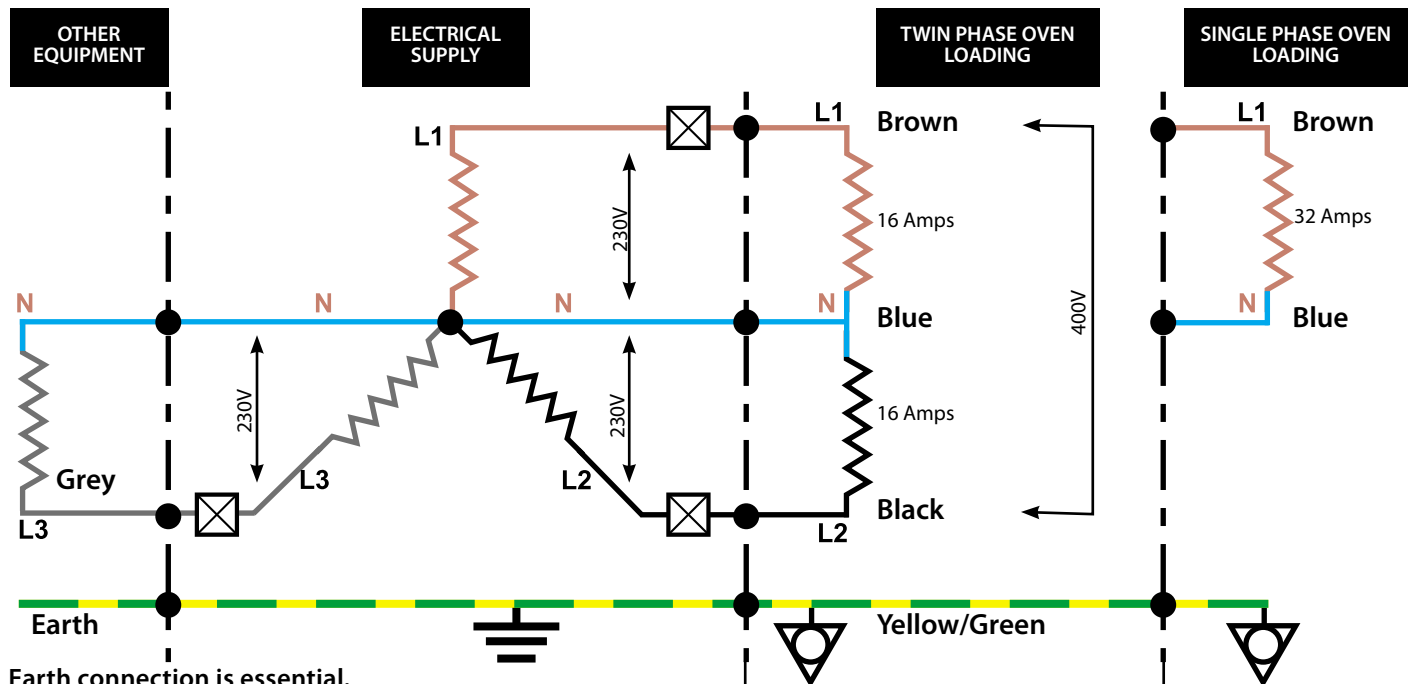 OTHER
EQUIPMENT
ELECTRICAL
SUPPLY
TWIN PHASE OVEN
LOADING
SINGLE PHASE OVEN
LOADING
L1
L1
Brown
L1
Brown
230V
16 Amps
32 Amps
N
N
N
N
Blue
400V
N
Blue
230V
230V
16 Amps
Grey
L3
L2
L3
L2
Black
Earth
Yellow/Green
Earth connection is essential.